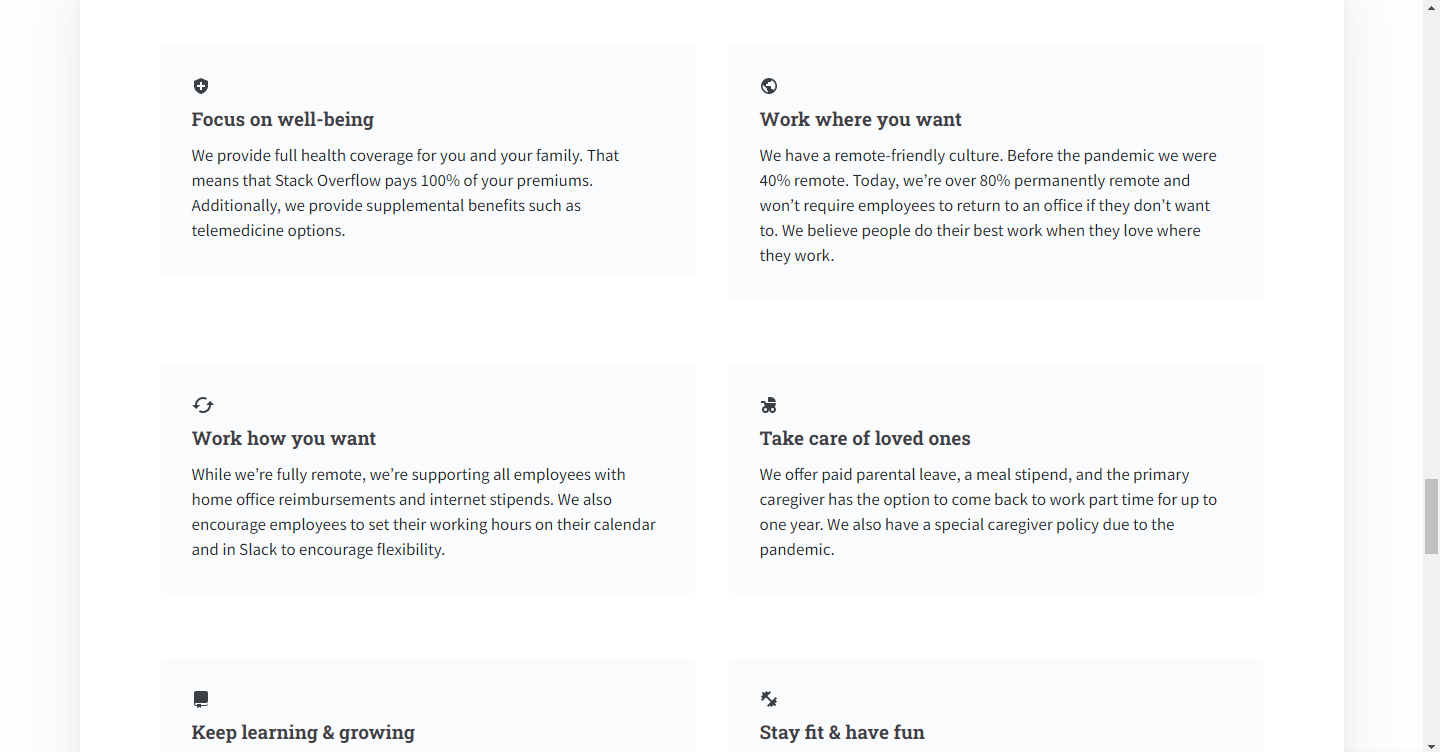 Focus on well-being
We provide full health coverage for you and your family. That
means that Stack Overflow pays 100% of your premiums.
Additionally, we provide supplemental benefits such as
telemedicine options.
Work where you want
We have a remote-friendly culture. Before the pandemic we were
40% remote. Today, we’re over 80% permanently remote and
won’t require employees to return to an office if they don’t want
to. We believe people do their best work when they love where
they work.
Work how you want
While we’re fully remote, we’re supporting all employees with
home office reimbursements and internet stipends. We also
encourage employees to set their working hours on their calendar
and in Slack to encourage flexibility.
Take care of loved ones
We offer paid parental leave, a meal stipend, and the primary
caregiver has the option to come back to work part time for up to
one year. We also have a special caregiver policy due to the
pandemic.
Keep learning & growing
Stay fit & have fun